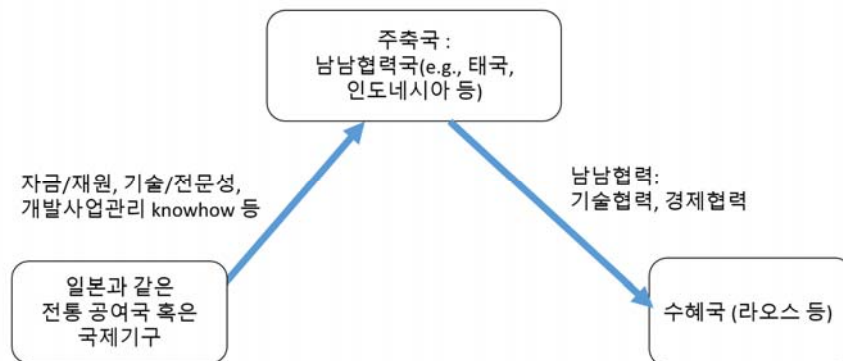 주축국 :
남남협력국(e.g., 태국,
인도네시아 등)
자금/재원, 기술/전문성,
개발사업관리 knowhow 등
남남협력:
기술협력, 경제협력
일본과 같은
전통 공여국 혹은
국제기구
수혜국 (라오스 등)